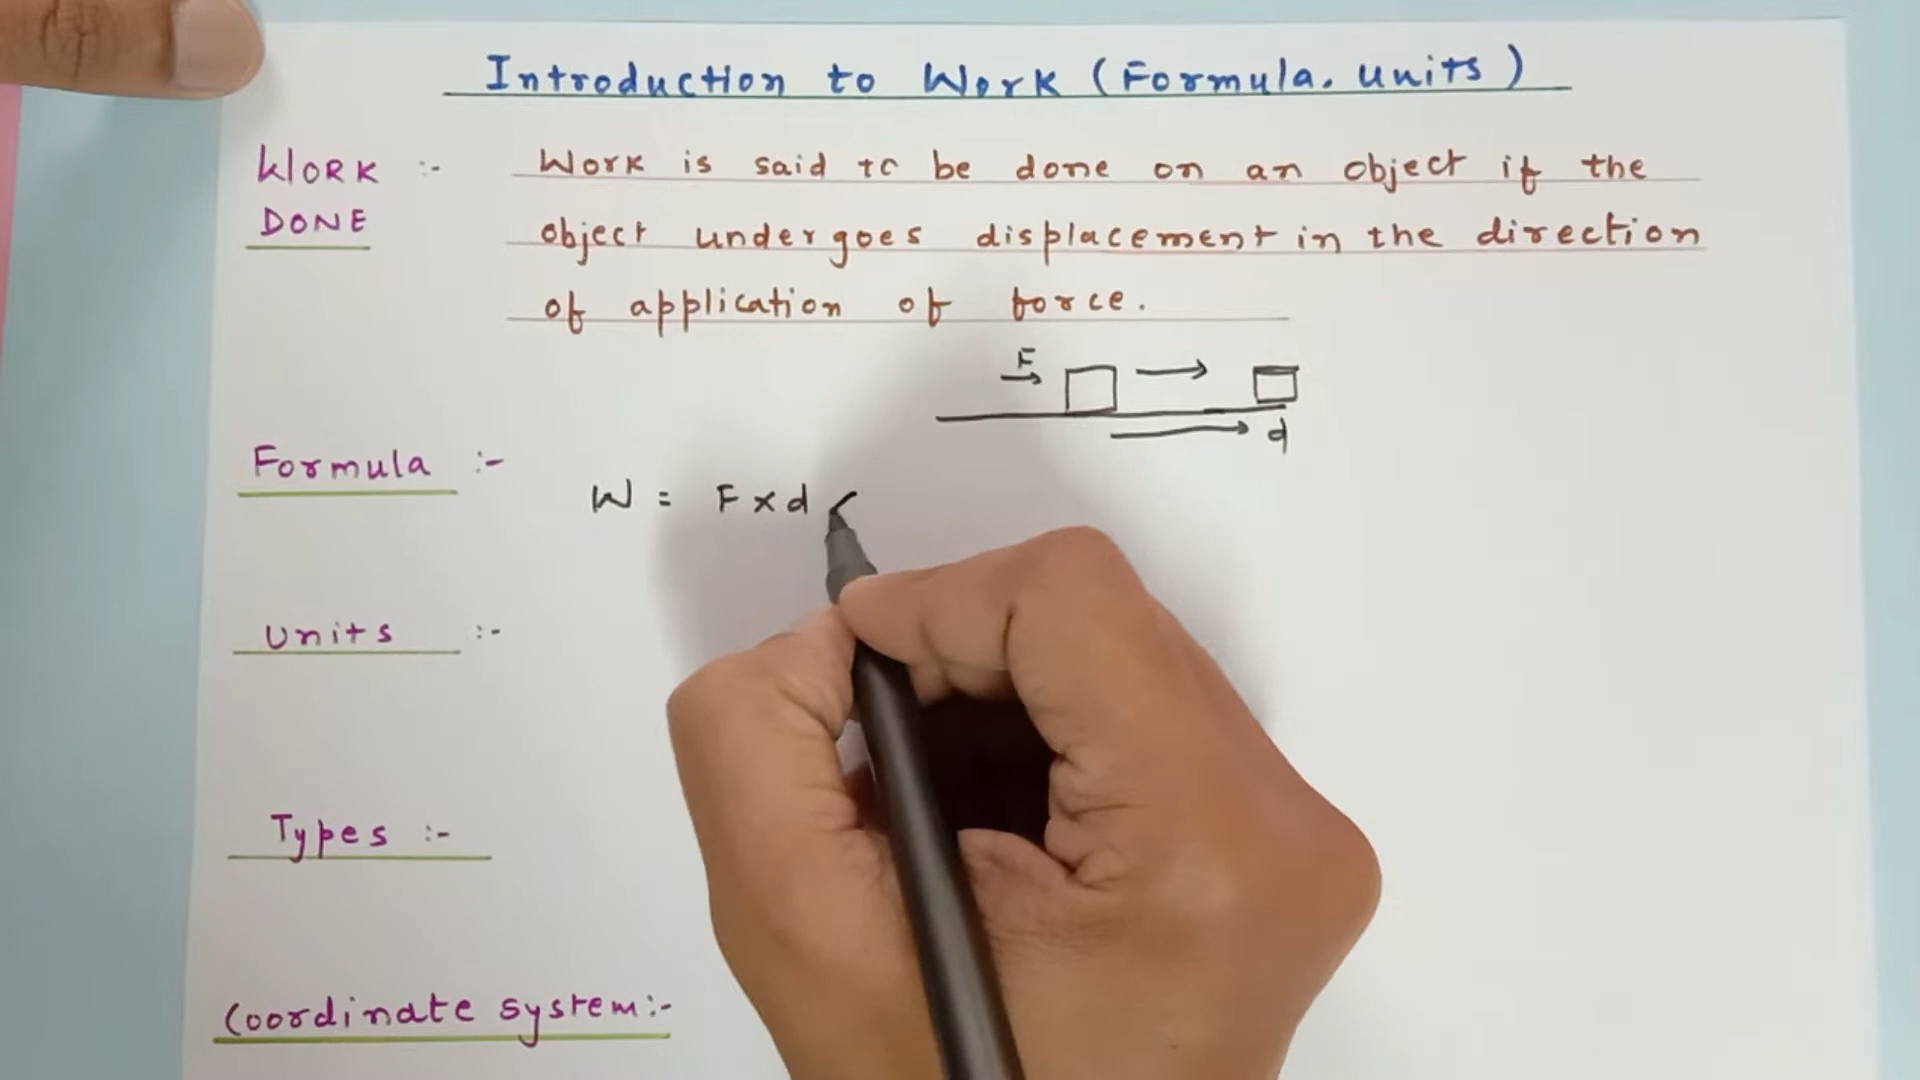 Introduction to Work (Formula, units)
WORK DONE :- Work is said to be done on an object if the
object undergoes displacement in the direction
of application of force.
F
d
Formula :- W = F x d
Units :-
Types :-
Coordinate system:-